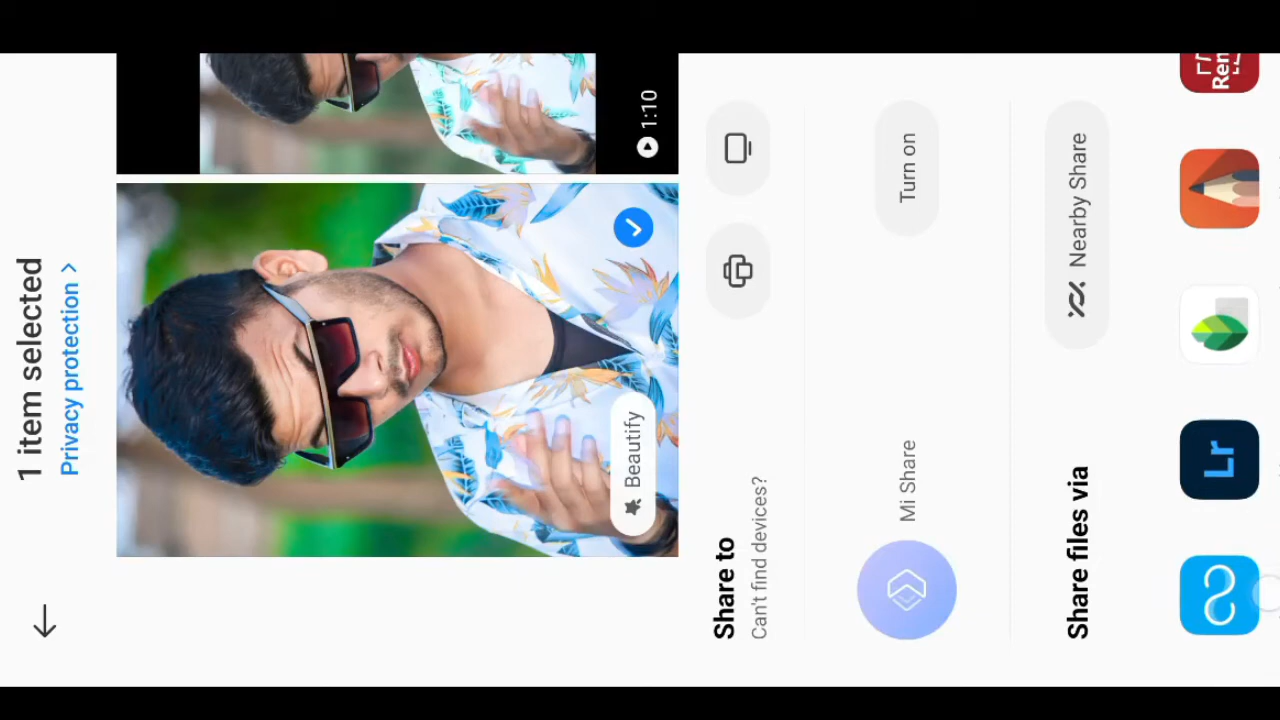 1 item selected
Privacy protection >
1:10
Beautify
Share to
Can't find devices?
Mi Share
Turn on
Share files via
Nearby Share
Lr